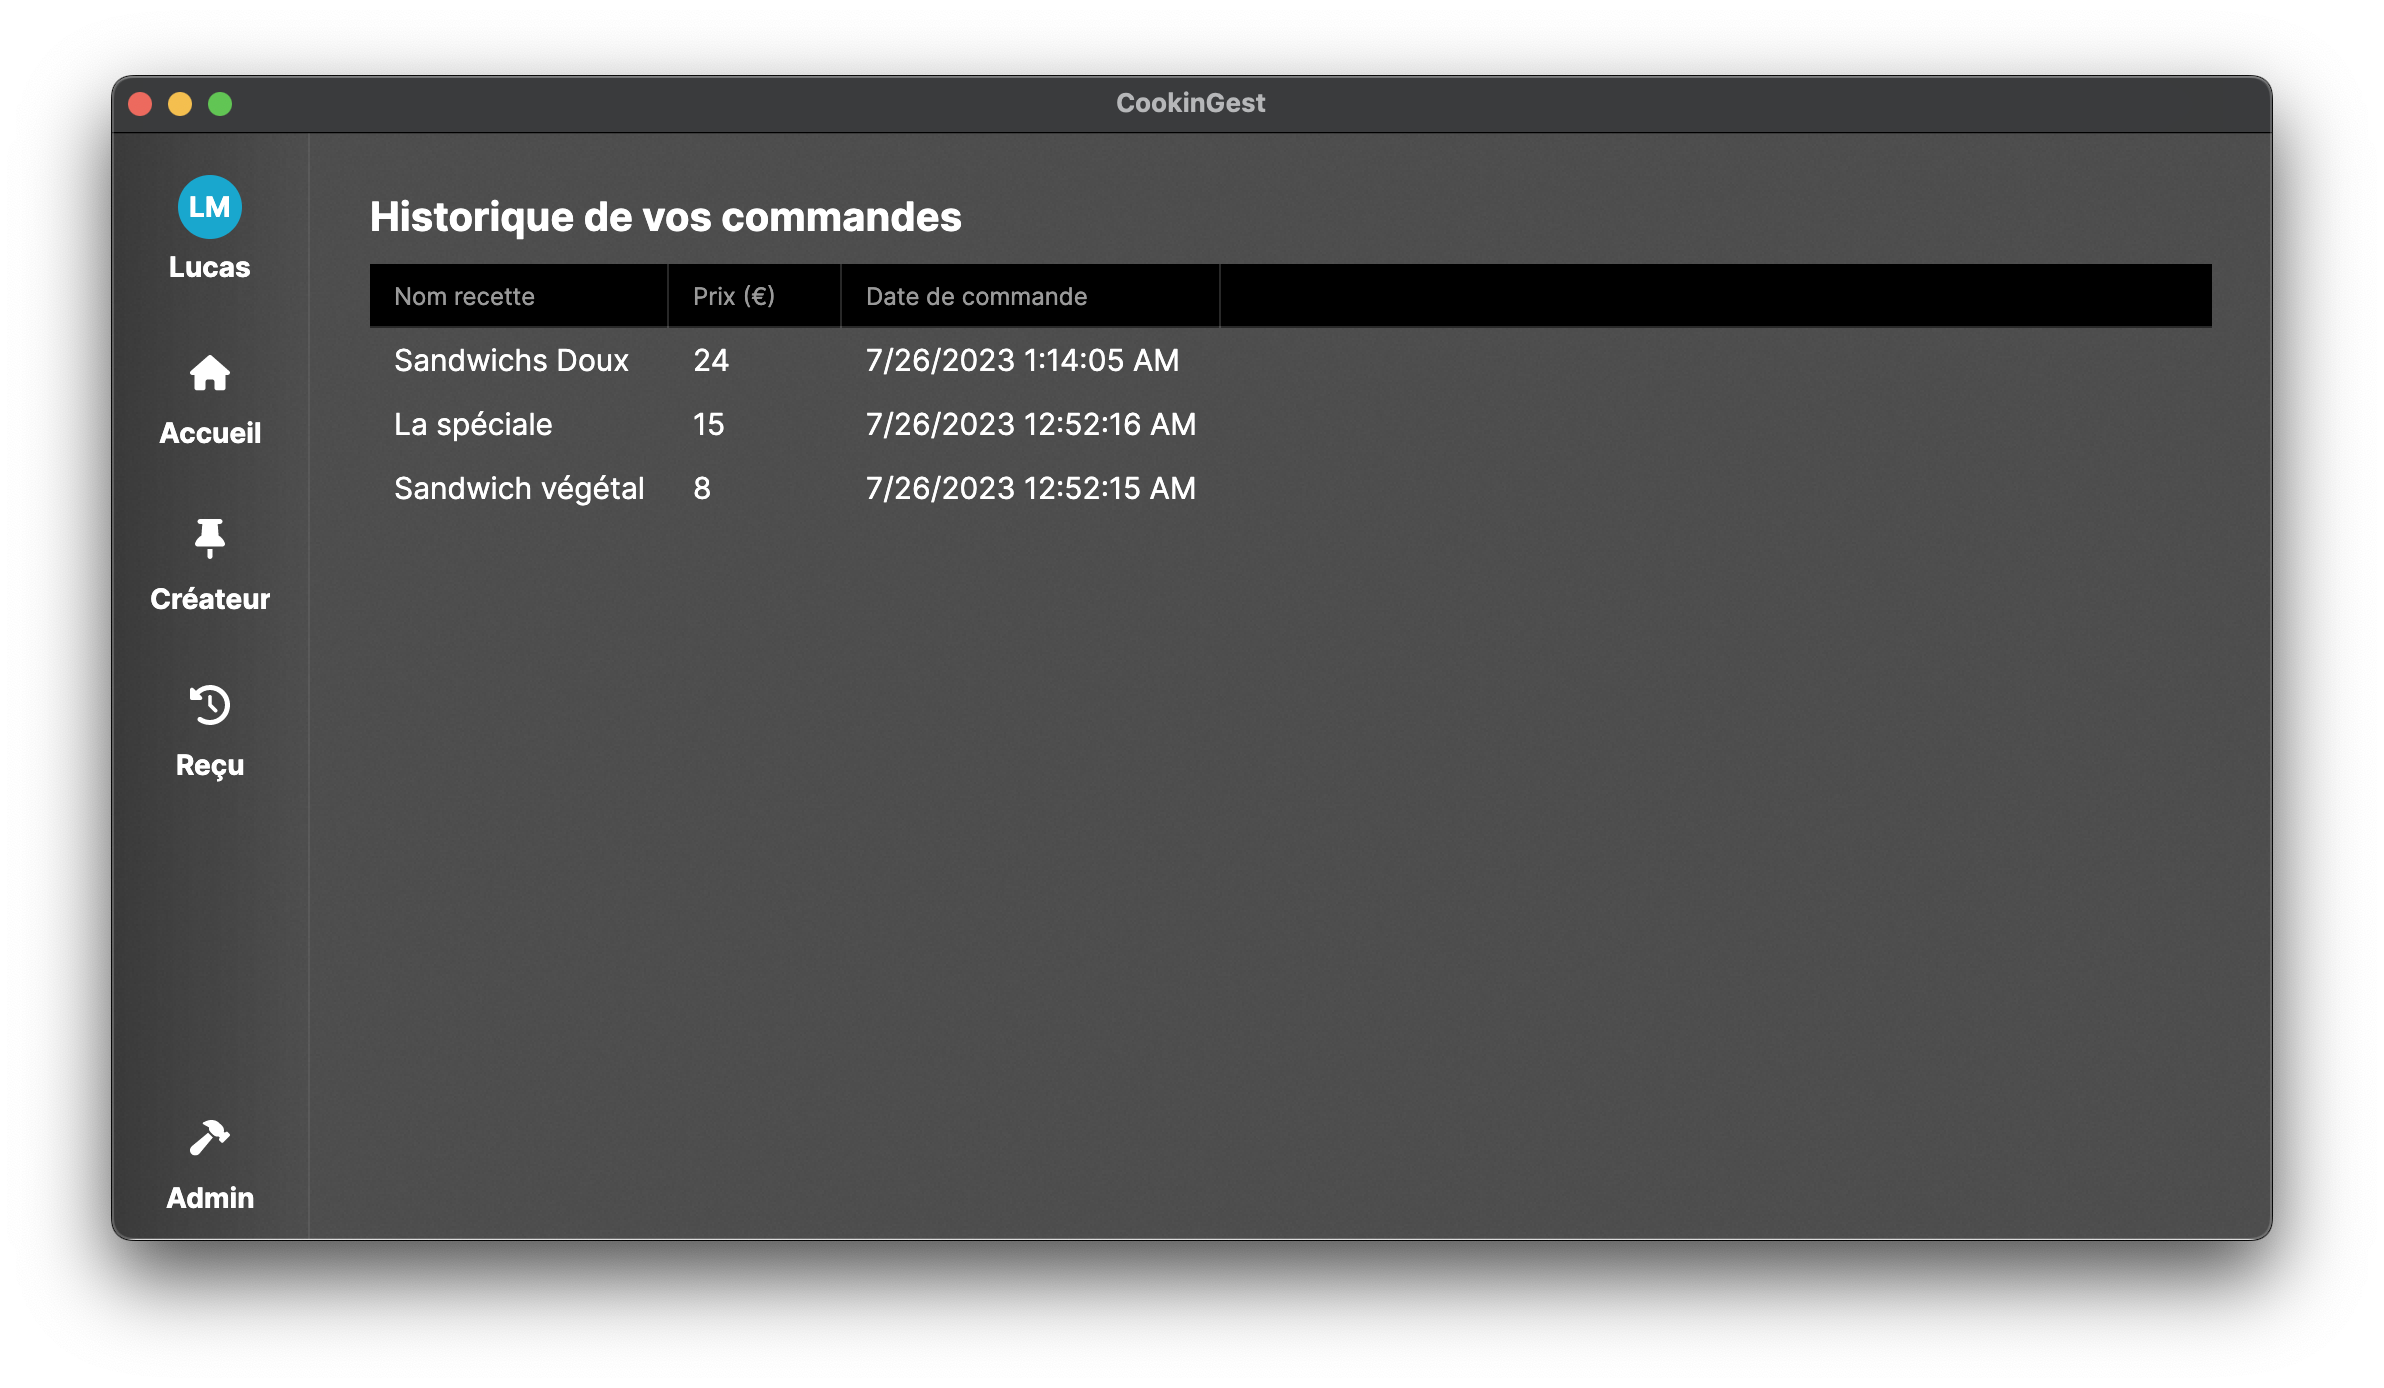 CookinGest
LM
Lucas
Accueil
Créateur
Reçu
Admin
Historique de vos commandes
Nom recette Prix (€) Date de commande
Sandwichs Doux 24 7/26/2023 1:14:05 AM
La spéciale 15 7/26/2023 12:52:16 AM
Sandwich végétal 8 7/26/2023 12:52:15 AM